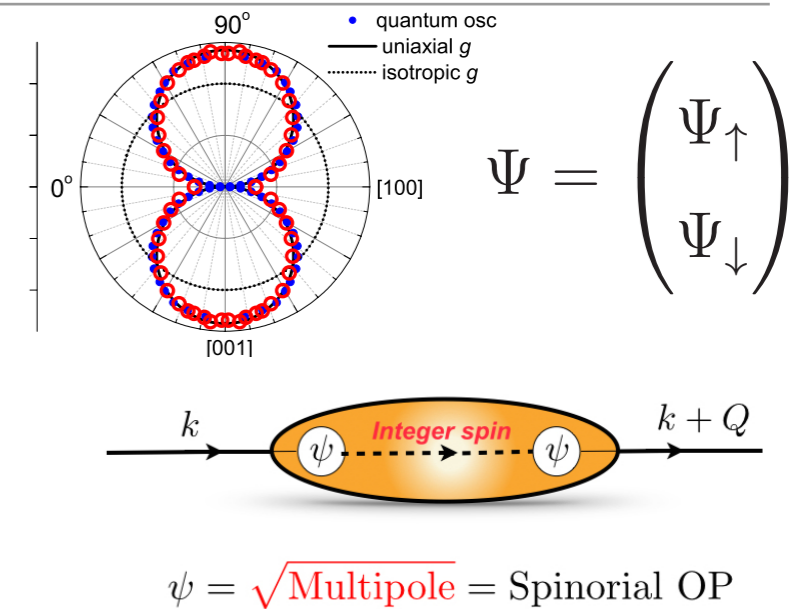 90°
quantum osc
uniaxial g
isotropic g
0°
[100]
[001]
Ψ = (Ψ↑ Ψ↓)
k
Integer spin
k + Q
ψ
ψ
ψ = √Multipole = Spinorial OP